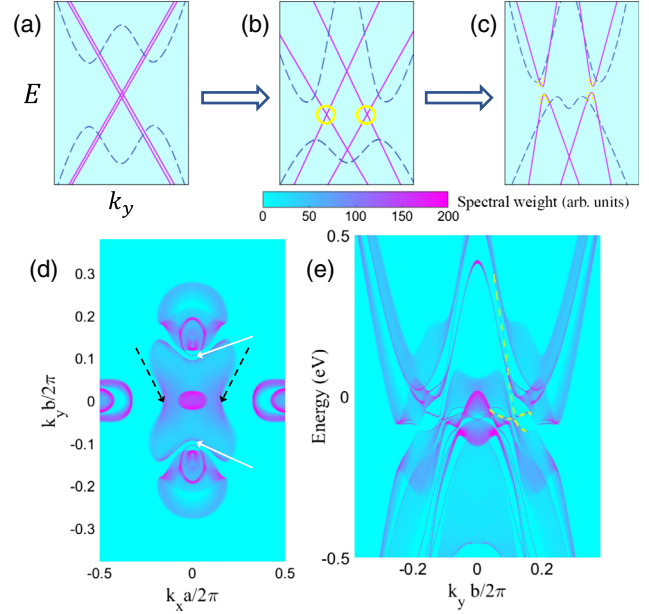 (a)
(b)
(c)
E
k_y
0 50 100 150 200
Spectral weight (arb. units)
(d)
(e)
0.3
0.2
0.1
0
-0.1
-0.2
-0.3
k_y b/2π
-0.5 0 0.5
k_x a/2π
0.5
0
-0.5
Energy (eV)
-0.2 0 0.2
k_y b/2π